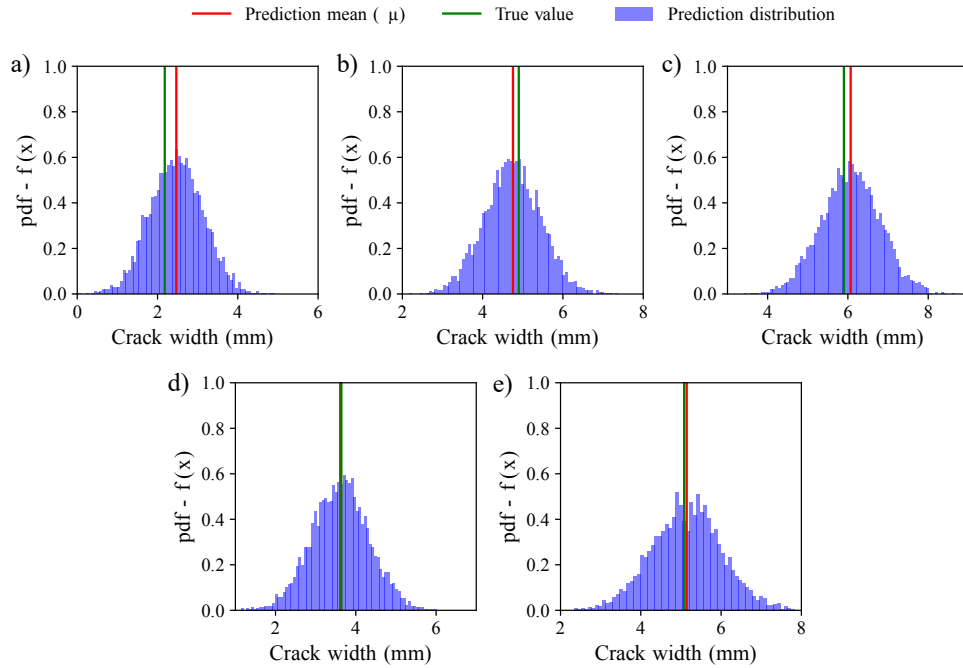 Prediction mean ( μ) True value Prediction distribution
a) b) c)
1.0 1.0 1.0
0.8 0.8 0.8
0.6 0.6 0.6
0.4 0.4 0.4
0.2 0.2 0.2
0.0 0.0 0.0
pdf - f (x) pdf - f (x) pdf - f (x)
0 2 4 6 2 4 6 8 4 6 8
Crack width (mm) Crack width (mm) Crack width (mm)
d) e)
1.0 1.0
0.8 0.8
0.6 0.6
0.4 0.4
0.2 0.2
0.0 0.0
pdf - f (x) pdf - f (x)
2 4 6 2 4 6 8
Crack width (mm) Crack width (mm)